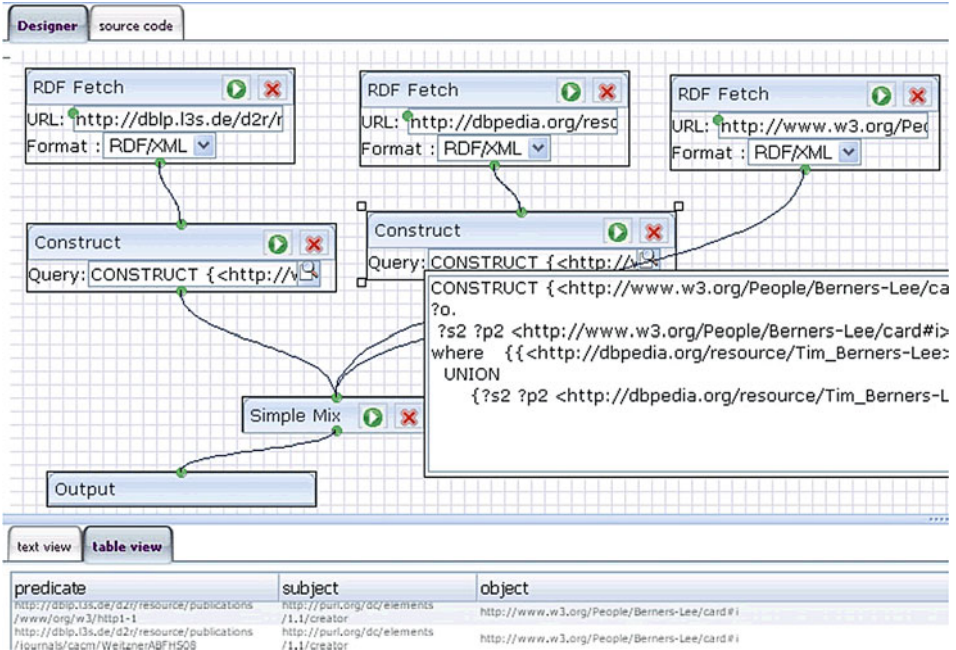 Designer source code
RDF Fetch
URL: http://dblp.l3s.de/d2r/r
Format : RDF/XML
RDF Fetch
URL: http://dbpedia.org/reso
Format : RDF/XML
RDF Fetch
URL: http://www.w3.org/Peo
Format : RDF/XML
Construct
Query: CONSTRUCT {<http://w
Construct
Query: CONSTRUCT {<http://w
CONSTRUCT {<http://www.w3.org/People/Berners-Lee/ca
?o.
?s2 ?p2 <http://www.w3.org/People/Berners-Lee/card#i>
where {{<http://dbpedia.org/resource/Tim_Berners-Lee>
UNION
{?s2 ?p2 <http://dbpedia.org/resource/Tim_Berners-L
Simple Mix
Output
text view table view
predicate subject object
http://dblp.l3s.de/d2r/resource/publications http://purl.org/dc/elements
/www/org/w3/http1-1 /1.1/creator http://www.w3.org/People/Berners-Lee/card#i
http://dblp.l3s.de/d2r/resource/publications http://purl.org/dc/elements
/journals/cacm/WeitznerABFHS08 /1.1/creator http://www.w3.org/People/Berners-Lee/card#i